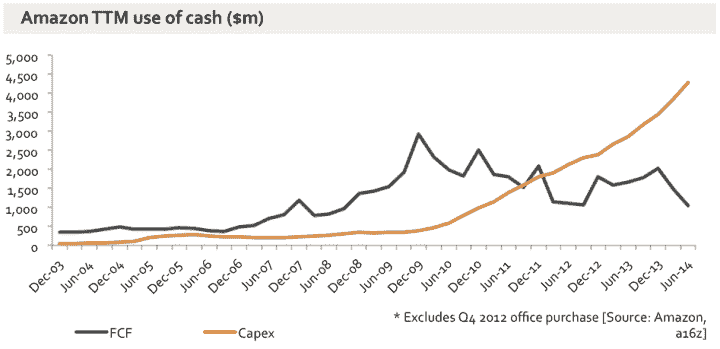 Amazon TTM use of cash ($m)
5,000
4,500
4,000
3,500
3,000
2,500
2,000
1,500
1,000
500
0
Dec-03
Jun-04
Dec-04
Jun-05
Dec-05
Jun-06
Dec-06
Jun-07
Dec-07
Jun-08
Dec-08
Jun-09
Dec-09
Jun-10
Dec-10
Jun-11
Dec-11
Jun-12
Dec-12
Jun-13
Dec-13
Jun-14
FCF
Capex
* Excludes Q4 2012 office purchase [Source: Amazon,
a16z]